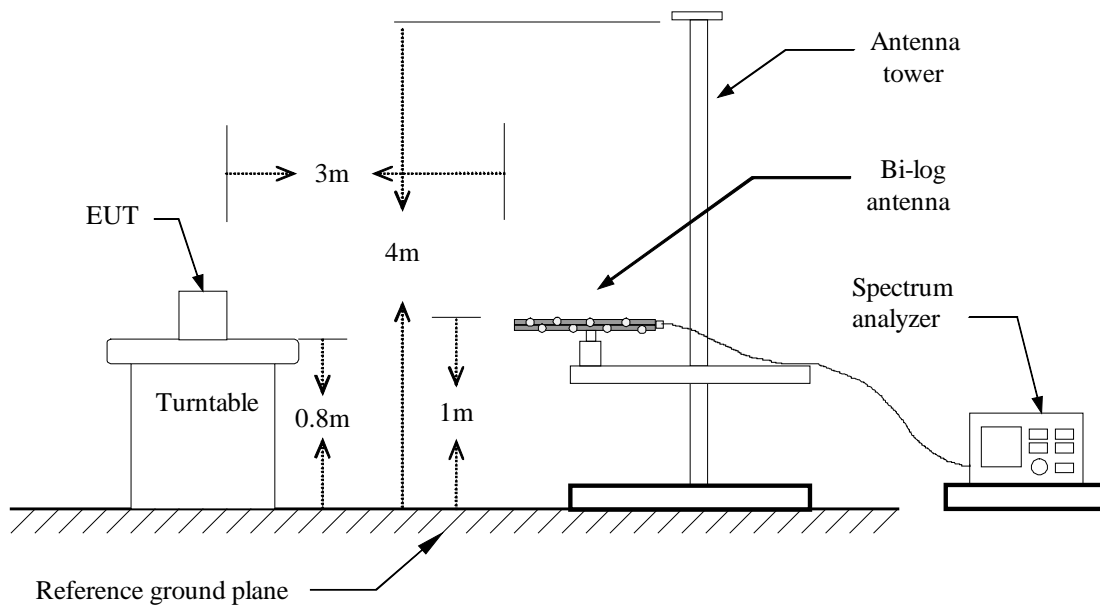 Antenna
tower
3m
Bi-log
antenna
EUT
4m
Spectrum
analyzer
Turntable
0.8m
1m
Reference ground plane